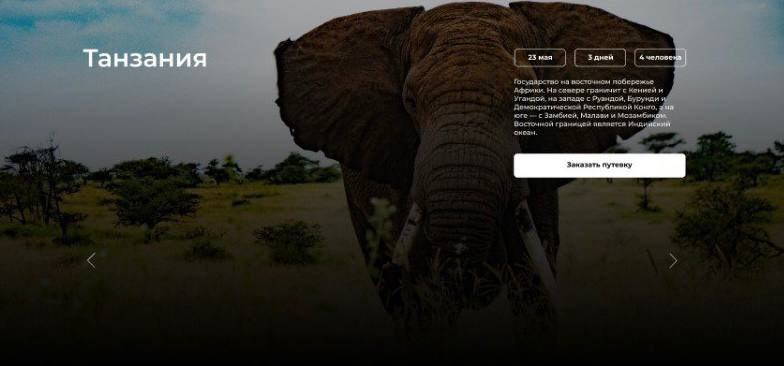 Танзания
23 мая
3 дней
4 человека
Государство на восточном побережье
Африки. На севере граничит с Кенией и
Угандой, на западе с Руандой, Бурунди и
Демократической Республикой Конго, а на
юге — с Замбией, Малави и Мозамбиком.
Восточной границей является Индийский
океан.
Заказать путевку